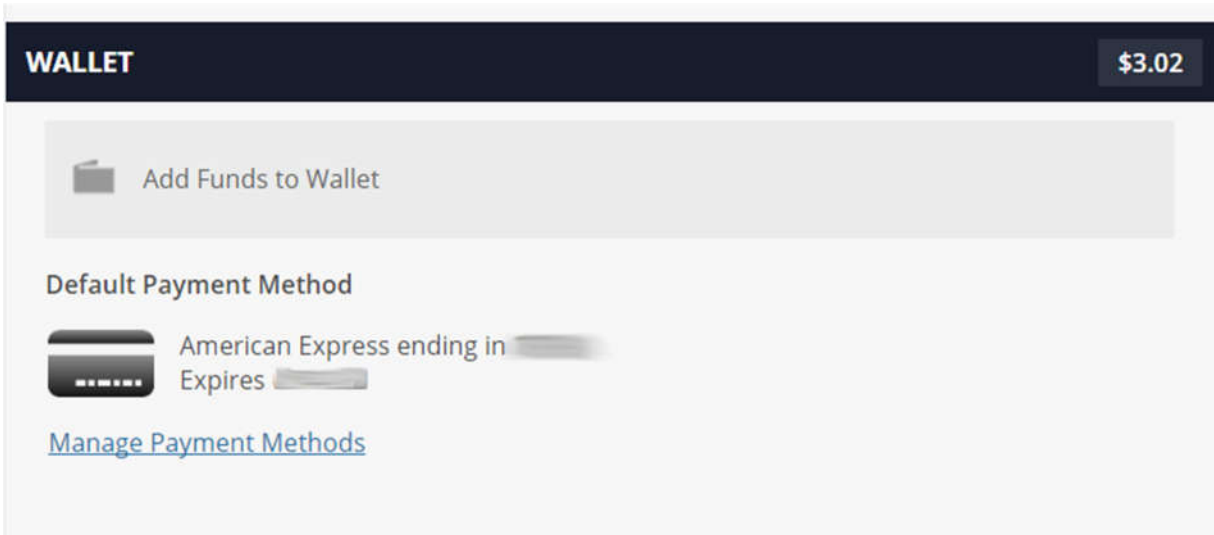 WALLET
$3.02
Add Funds to Wallet
Default Payment Method
American Express ending in
Expires
Manage Payment Methods